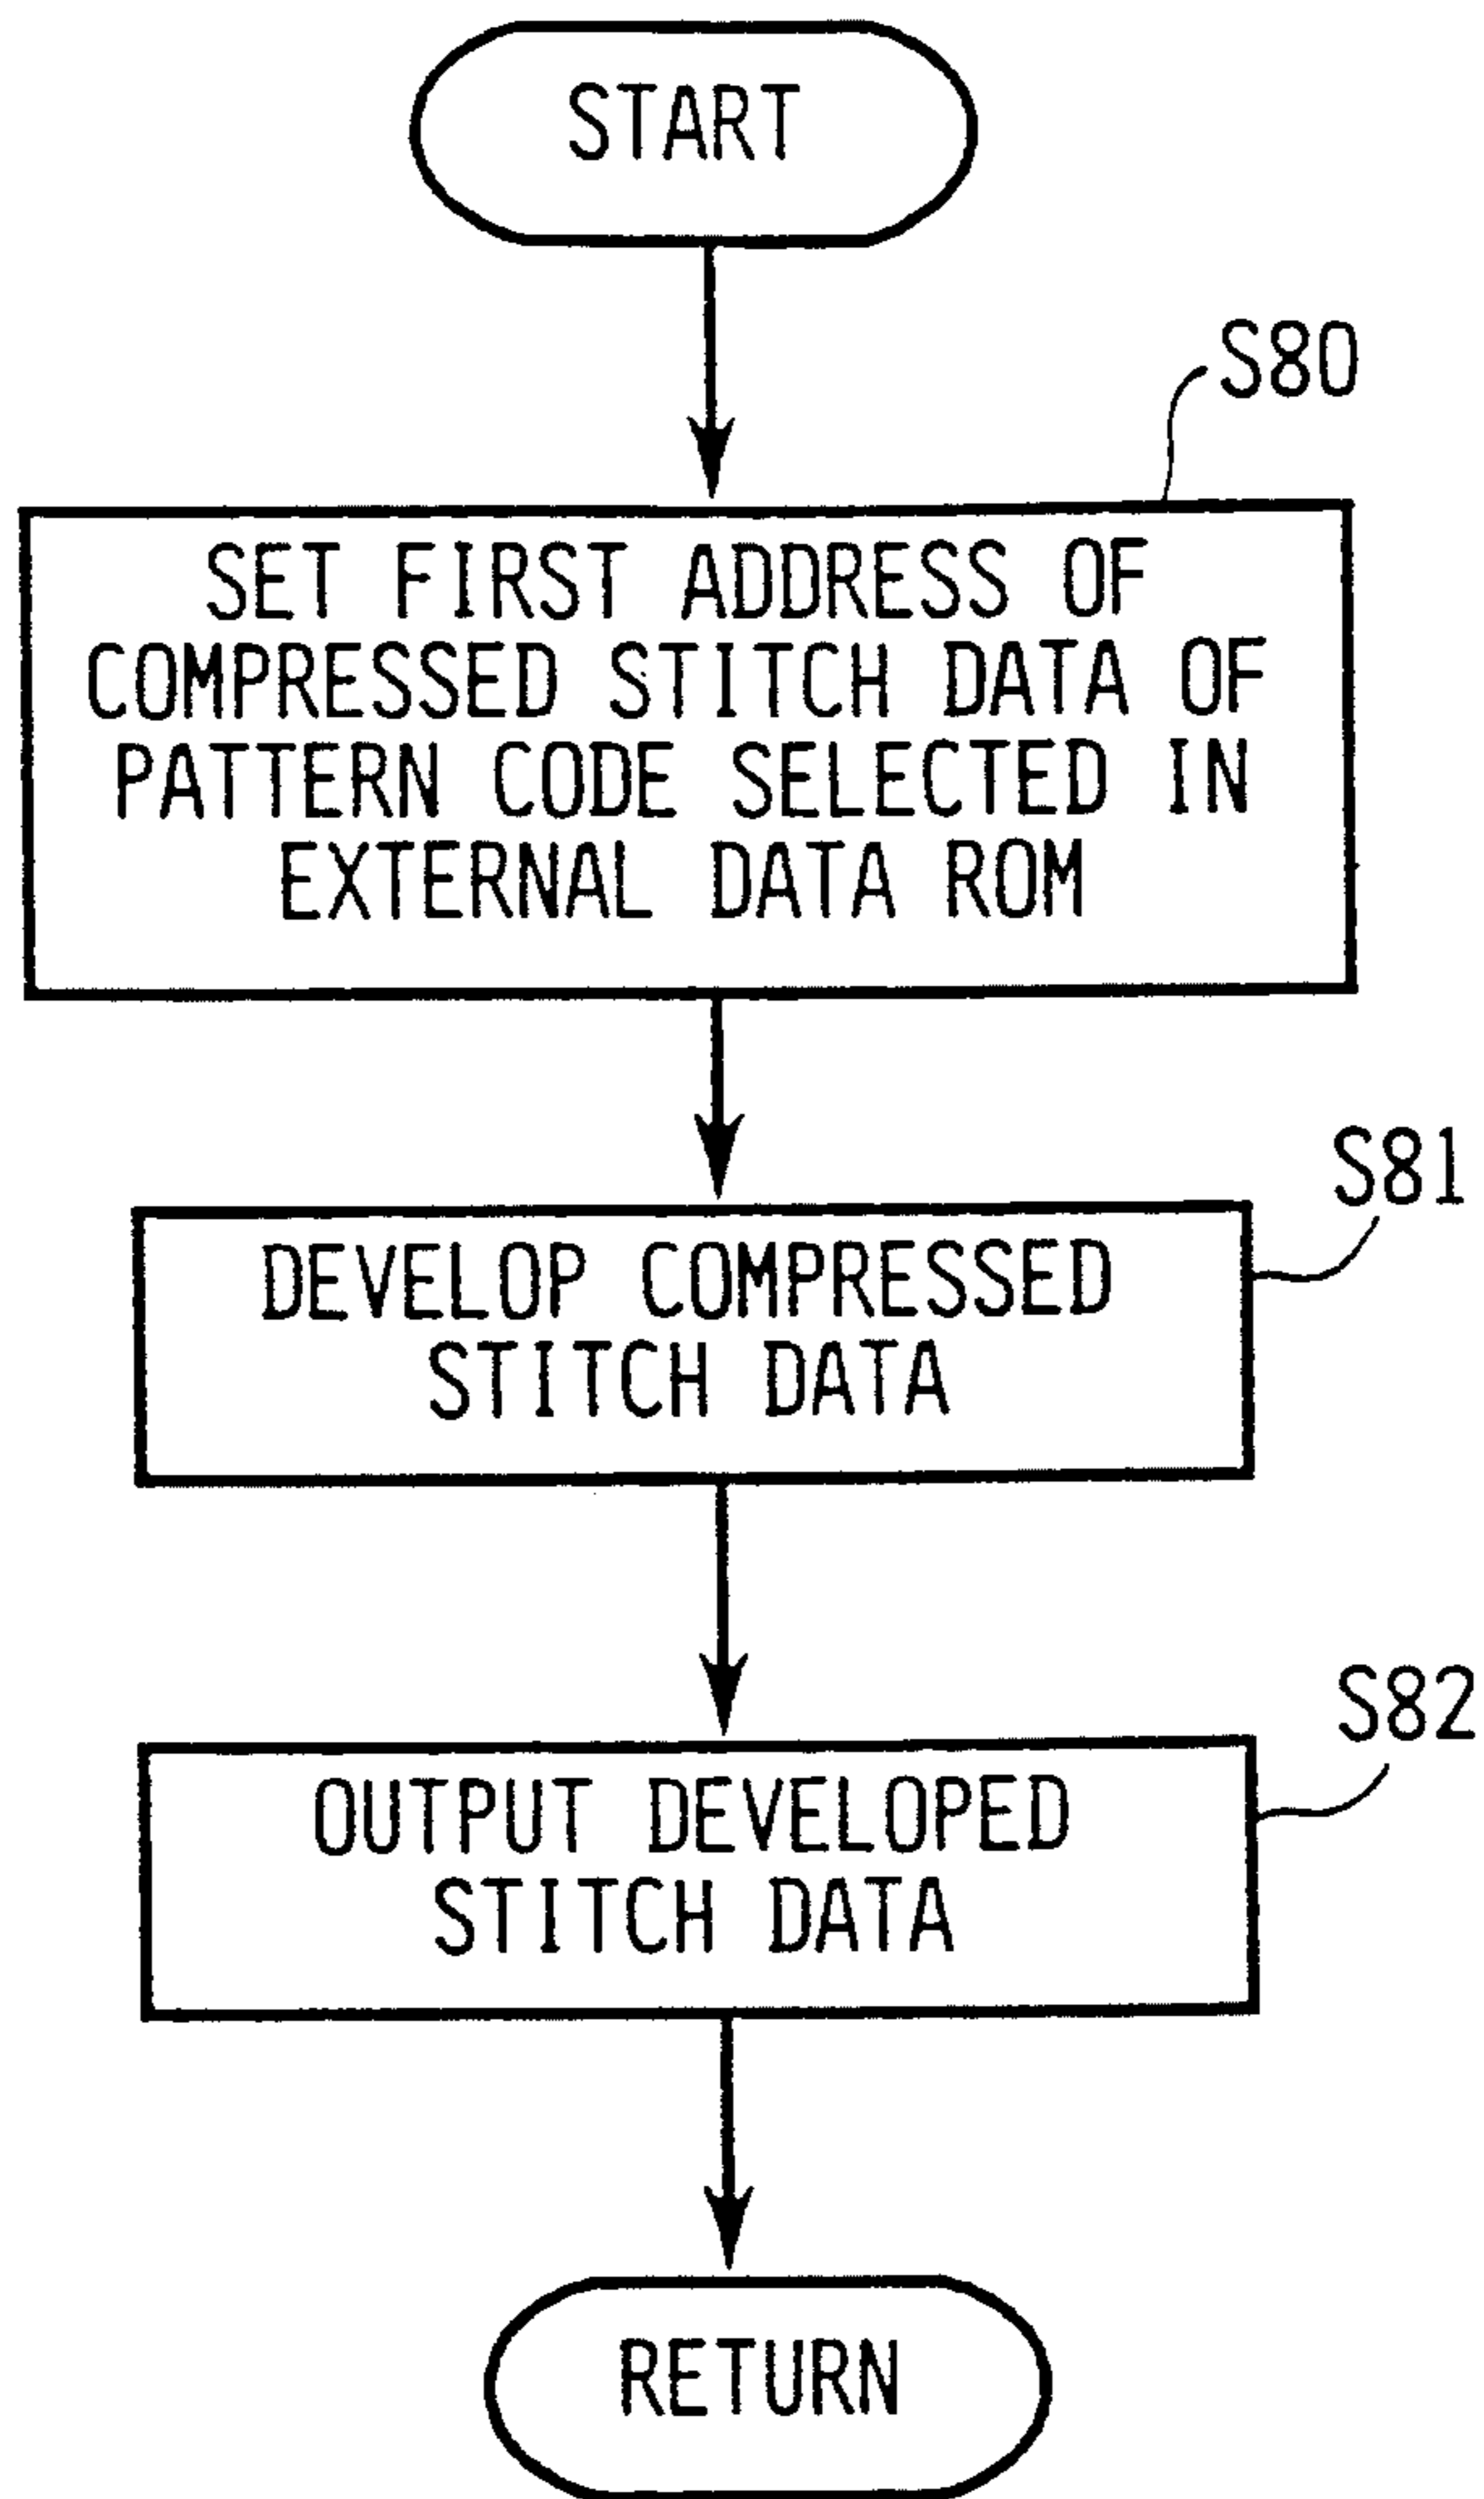 START
S80
SET FIRST ADDRESS OF
COMPRESSED STITCH DATA OF
PATTERN CODE SELECTED IN
EXTERNAL DATA ROM
S81
DEVELOP COMPRESSED
STITCH DATA
S82
OUTPUT DEVELOPED
STITCH DATA
RETURN